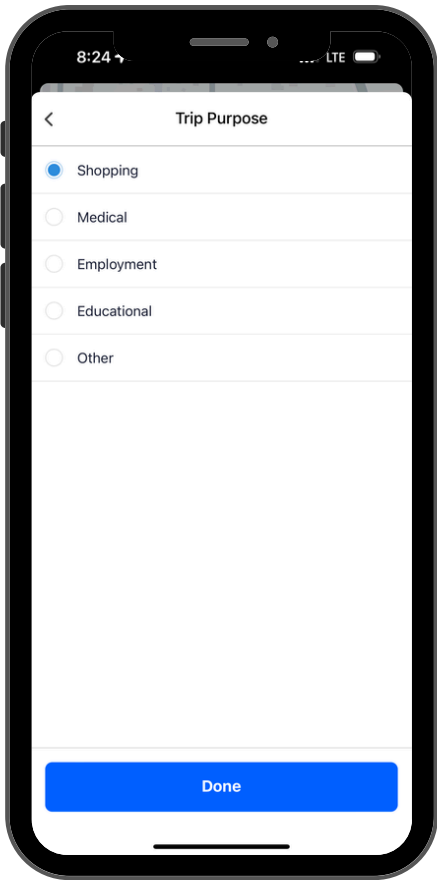 8:24 LTE
Trip Purpose
Shopping
Medical
Employment
Educational
Other
Done